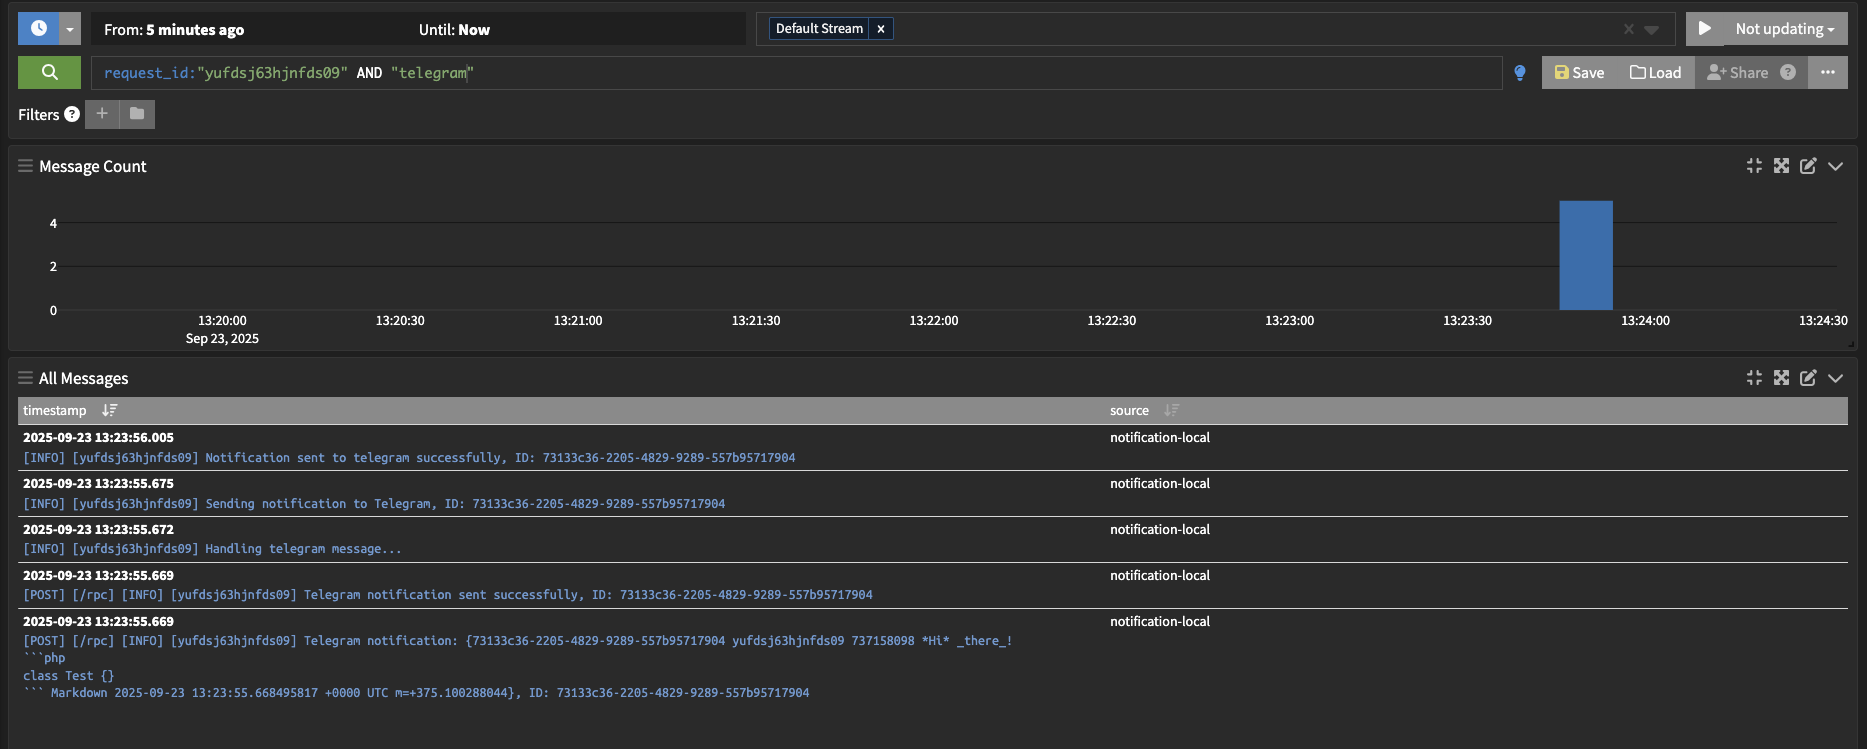 From: 5 minutes ago
Until: Now
Default Stream x
Not updating
request_id:"yufdsj63hjnfds09" AND "telegram"
Save
Load
Share ?
...
Filters ? +
Message Count
4
2
0
13:20:00 13:20:30 13:21:00 13:21:30 13:22:00 13:22:30 13:23:00 13:23:30 13:24:00 13:24:30
Sep 23, 2025
All Messages
timestamp source
2025-09-23 13:23:56.005 notification-local
[INFO] [yufdsj63hjnfds09] Notification sent to telegram successfully, ID: 73133c36-2205-4829-9289-557b95717904
2025-09-23 13:23:55.675 notification-local
[INFO] [yufdsj63hjnfds09] Sending notification to Telegram, ID: 73133c36-2205-4829-9289-557b95717904
2025-09-23 13:23:55.672 notification-local
[INFO] [yufdsj63hjnfds09] Handling telegram message...
2025-09-23 13:23:55.669 notification-local
[POST] [/rpc] [INFO] [yufdsj63hjnfds09] Telegram notification sent successfully, ID: 73133c36-2205-4829-9289-557b95717904
2025-09-23 13:23:55.669 notification-local
[POST] [/rpc] [INFO] [yufdsj63hjnfds09] Telegram notification: {73133c36-2205-4829-9289-557b95717904 yufdsj63hjnfds09 737158098 *Hi* _there_!
```php
class Test {}
``` Markdown 2025-09-23 13:23:55.668495817 +0000 UTC m=+375.100288044}, ID: 73133c36-2205-4829-9289-557b95717904